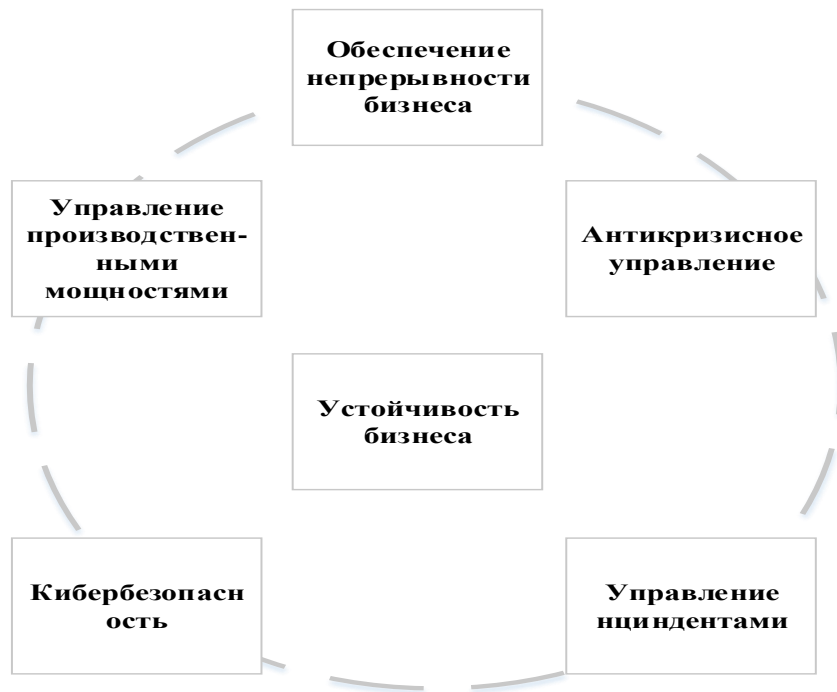 Обеспечение
непрерывности
бизнеса
Управление
производствен-
ными
мощностями
Антикризисное
управление
Устойчивость
бизнеса
Кибербезопасн
ость
Управление
нциндентами